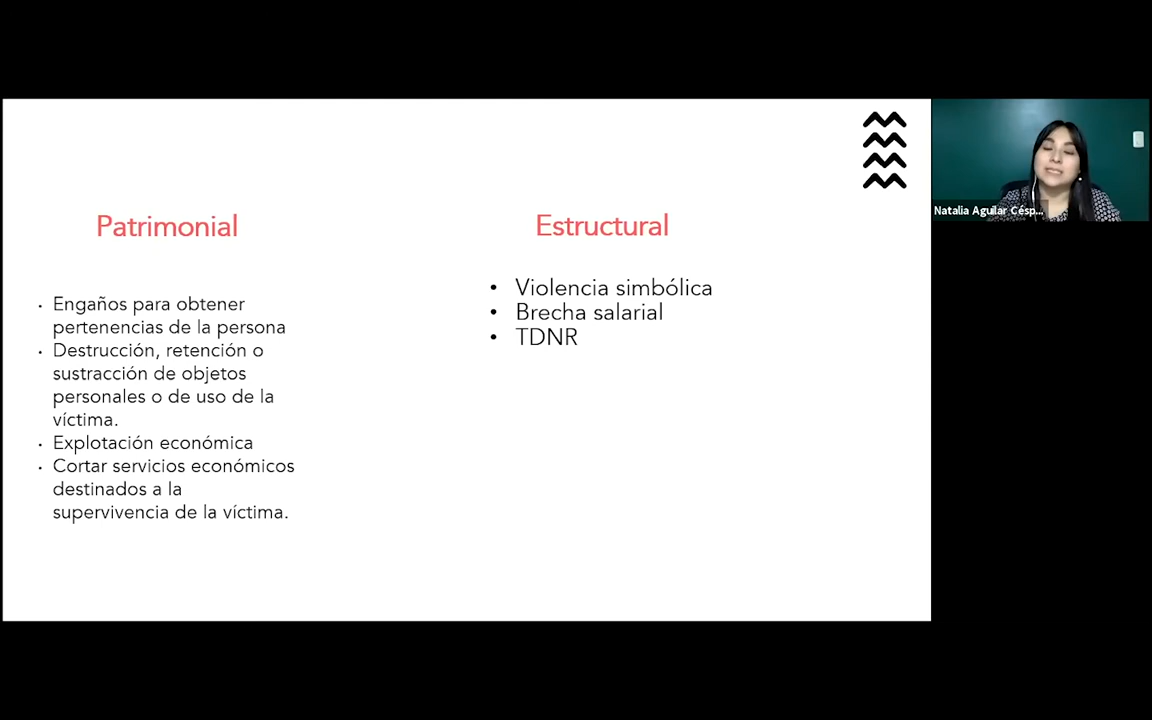 Patrimonial
Engaños para obtener
pertenencias de la persona
Destrucción, retención o
sustracción de objetos
personales o de uso de la
víctima.
Explotación económica
Cortar servicios económicos
destinados a la
supervivencia de la víctima.
Estructural
Violencia simbólica
Brecha salarial
TDNR
Natalia Aguilar Césp...